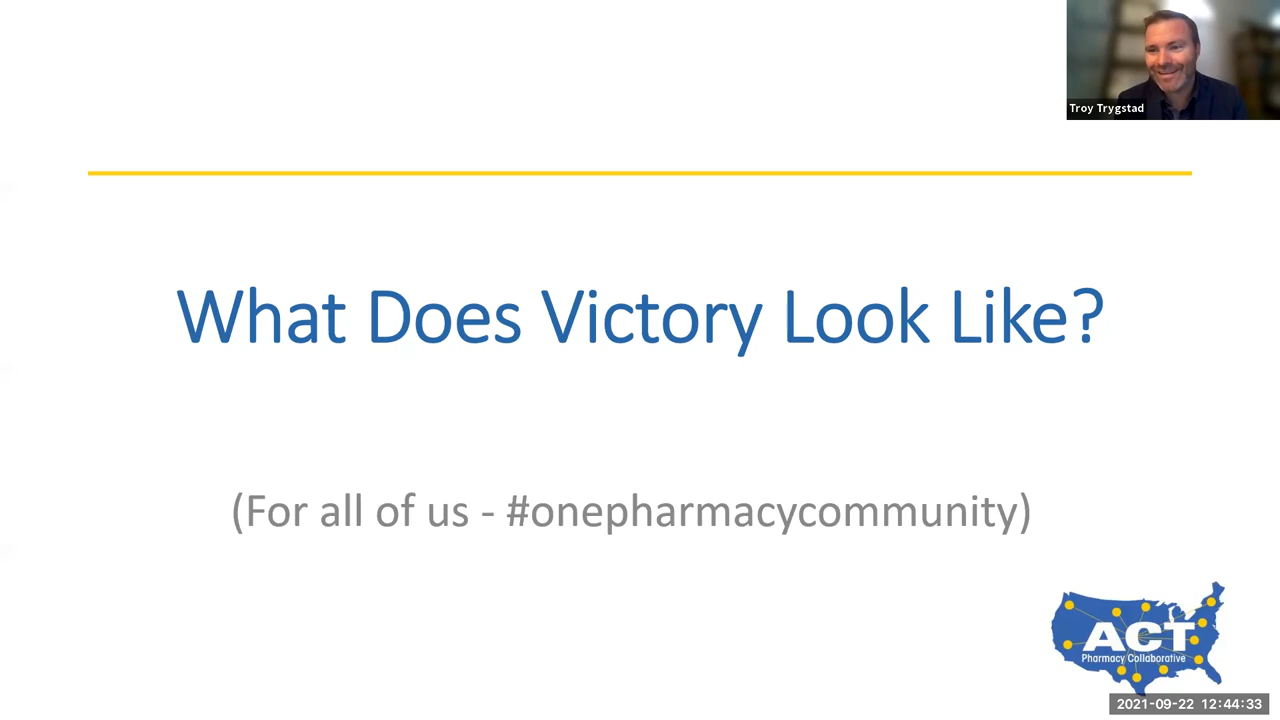 Troy Trygstad
What Does Victory Look Like?
(For all of us - #onepharmacycommunity)
ACT
Pharmacy Collaborative
2021-09-22 12:44:33